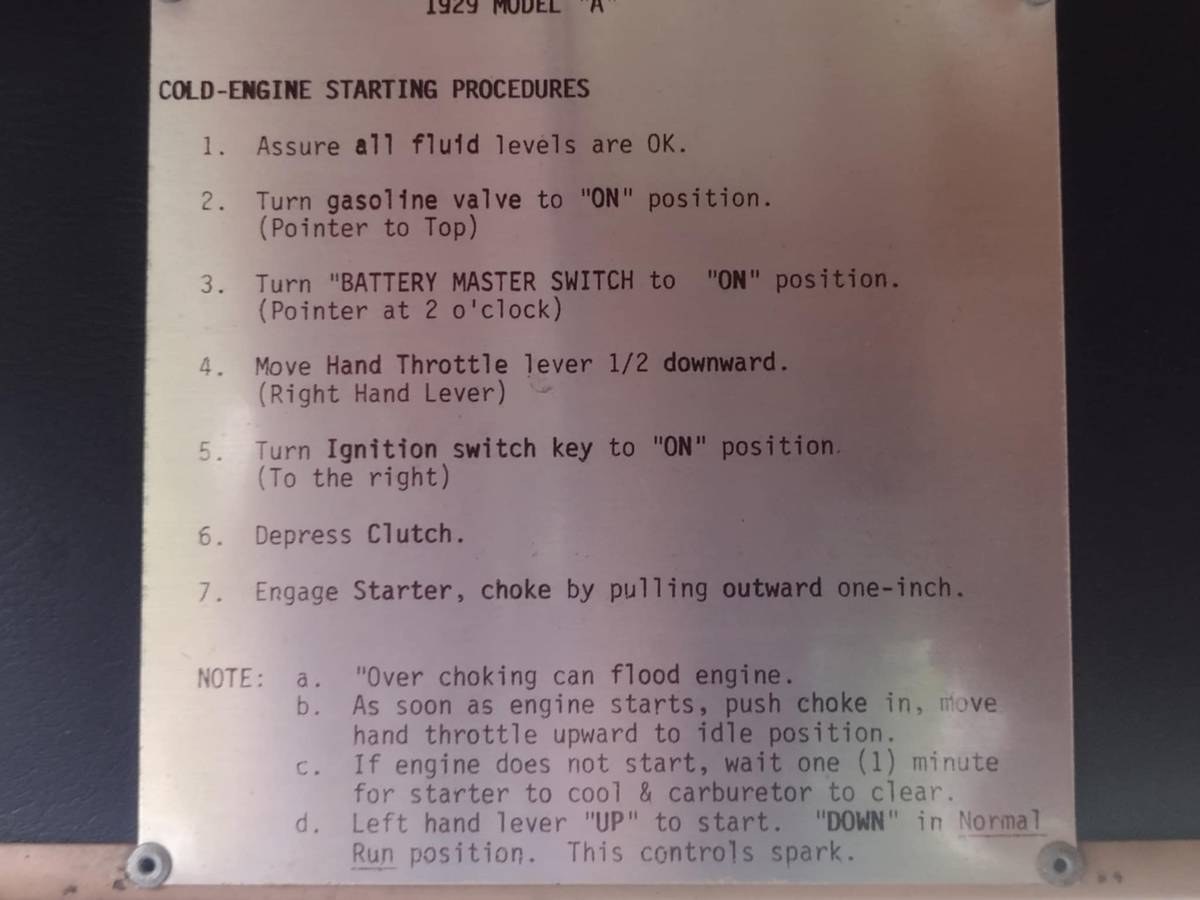 1929 MODEL "A"
COLD-ENGINE STARTING PROCEDURES
1. Assure all fluid levels are OK.
2. Turn gasoline valve to "ON" position.
(Pointer to Top)
3. Turn "BATTERY MASTER SWITCH to "ON" position.
(Pointer at 2 o'clock)
4. Move Hand Throttle lever 1/2 downward.
(Right Hand Lever)
5. Turn Ignition switch key to "ON" position.
(To the right)
6. Depress Clutch.
7. Engage Starter, choke by pulling outward one-inch.
NOTE: a. "Over choking can flood engine.
b. As soon as engine starts, push choke in, move
hand throttle upward to idle position.
c. If engine does not start, wait one (1) minute
for starter to cool & carburetor to clear.
d. Left hand lever "UP" to start. "DOWN" in Normal
Run position. This controls spark.